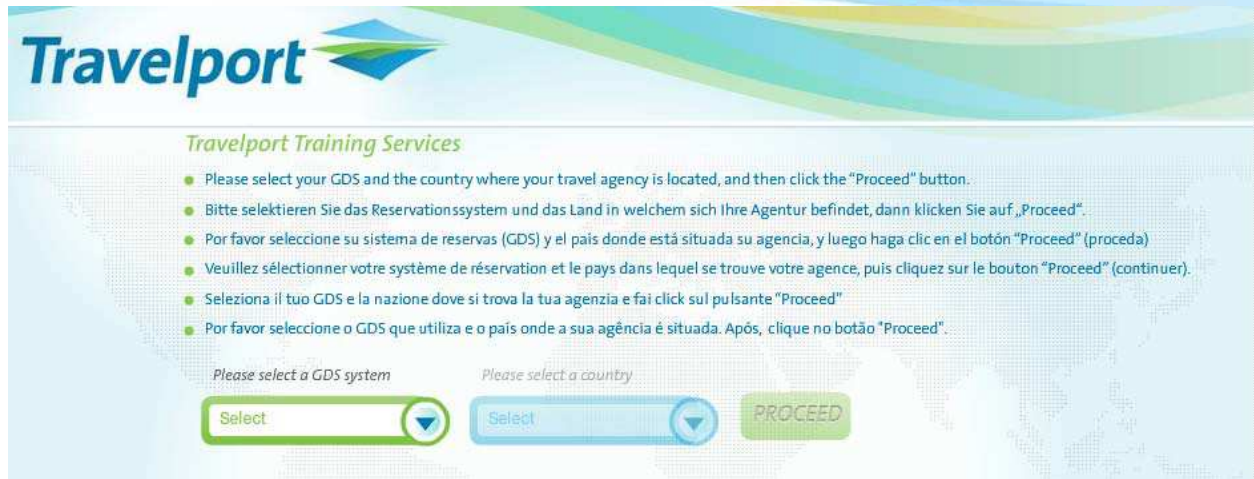 Travelport
Travelport Training Services
Please select your GDS and the country where your travel agency is located, and then click the “Proceed” button.
Bitte selektieren Sie das Reservationssystem und das Land in welchem sich Ihre Agentur befindet, dann klicken Sie auf „Proceed“.
Por favor seleccione su sistema de reservas (GDS) y el pais donde está situada su agencia, y luego haga clic en el botón “Proceed” (proceda)
Veuillez sélectionner votre système de réservation et le pays dans lequel se trouve votre agence, puis cliquez sur le bouton “Proceed” (continuer).
Seleziona il tuo GDS e la nazione dove si trova la tua agenzia e fai click sul pulsante “Proceed”
Por favor seleccione o GDS que utiliza e o país onde a sua agência é situada. Após, clique no botão "Proceed".
Please select a GDS system Please select a country
Select Select PROCEED